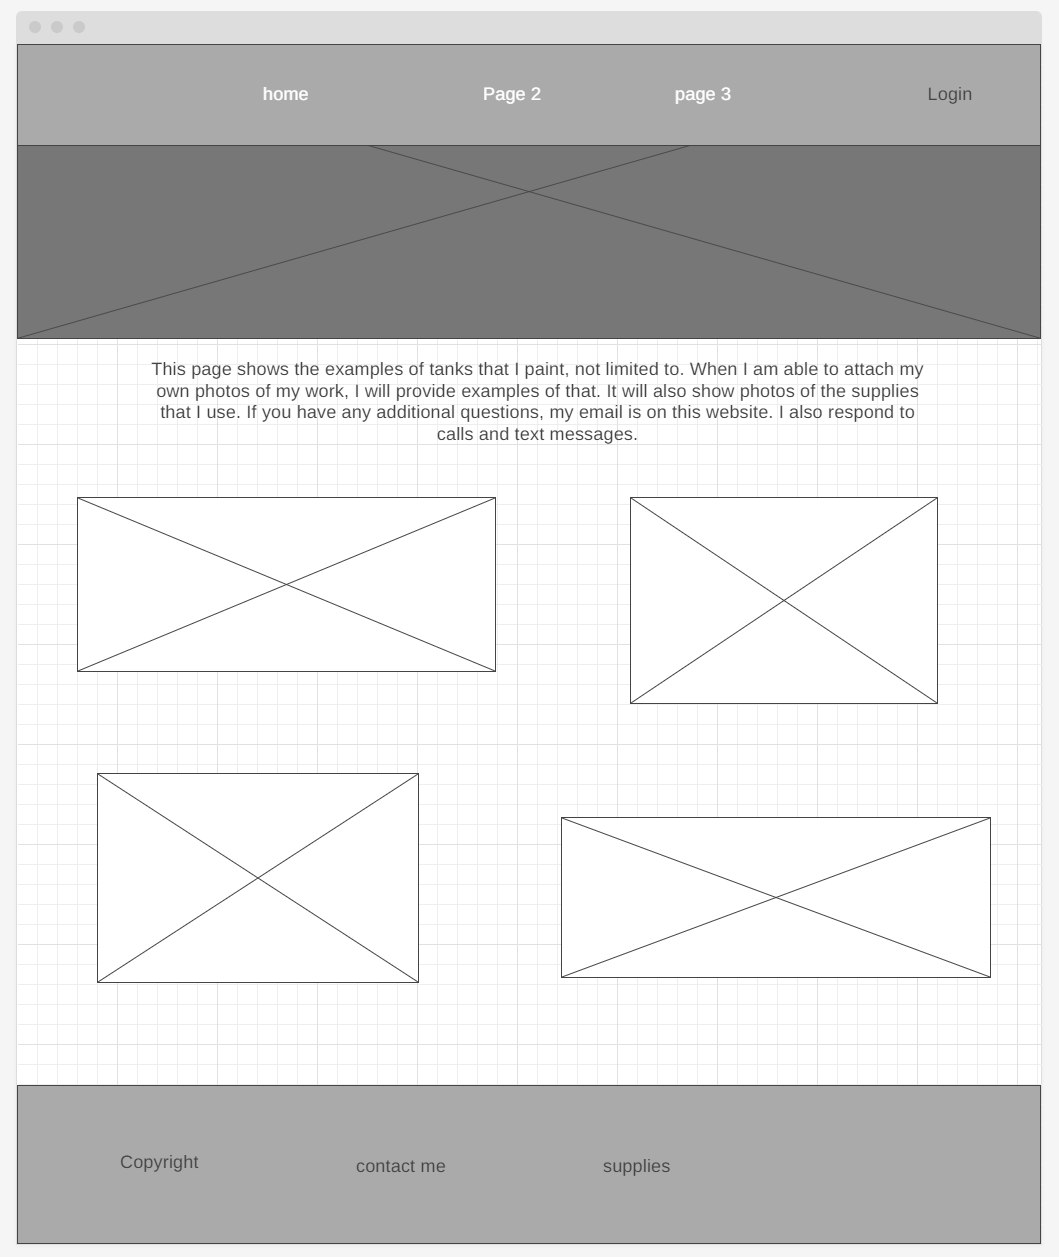 home
Page 2
page 3
Login
This page shows the examples of tanks that I paint, not limited to. When I am able to attach my
own photos of my work, I will provide examples of that. It will also show photos of the supplies
that I use. If you have any additional questions, my email is on this website. I also respond to
calls and text messages.
Copyright
contact me
supplies